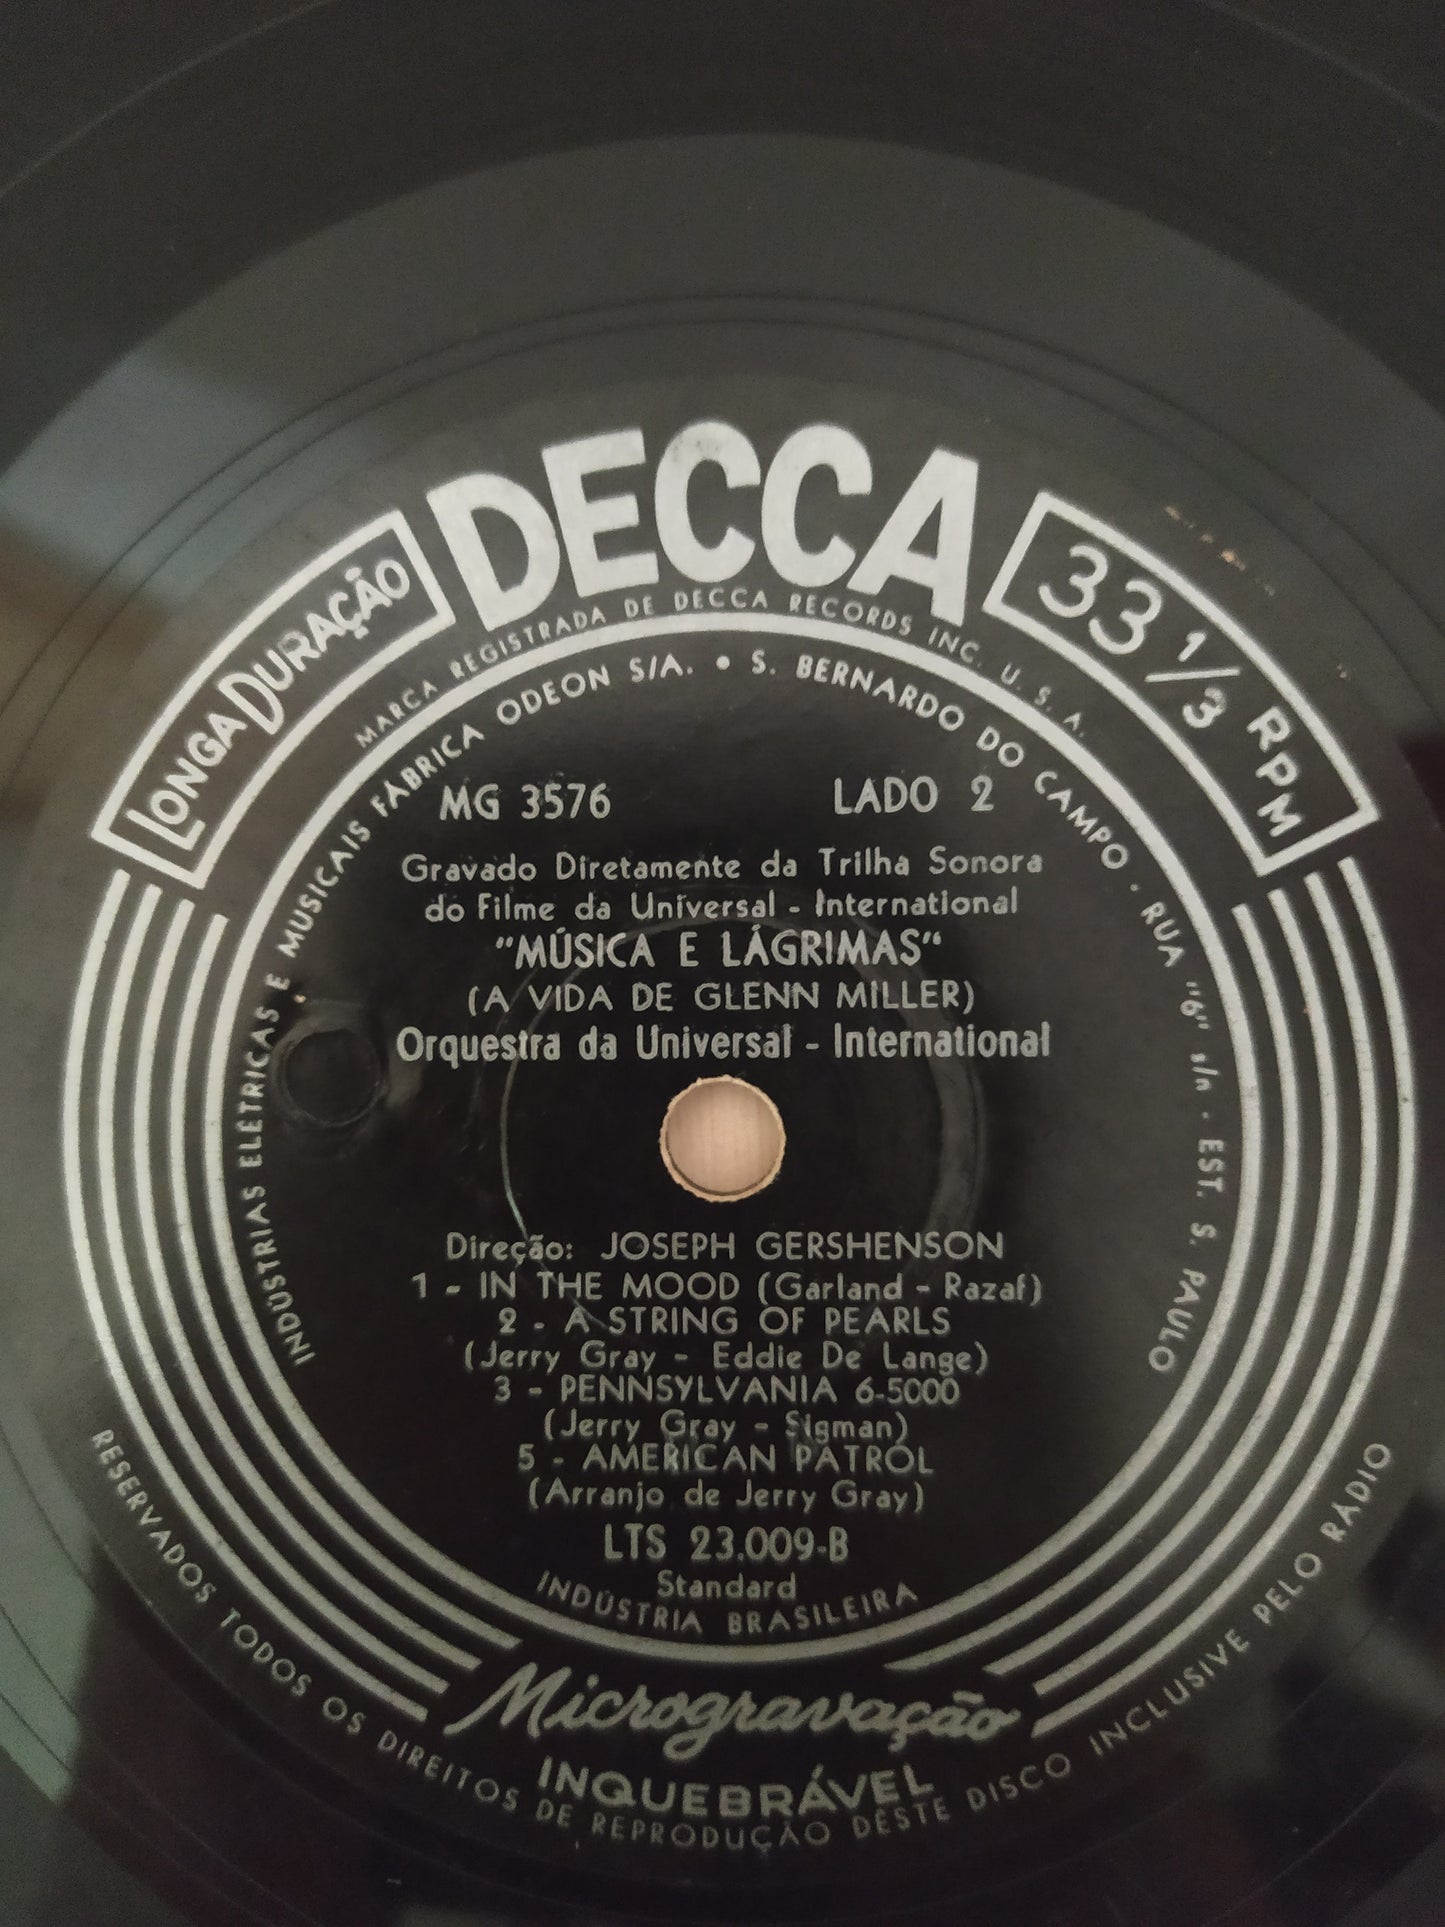 DECCA
LONGA DURAÇÃO
33 1/3 RPM
MARCA REGISTRADA DE DECCA RECORDS INC. U. S. A.
INDÚSTRIAS ELÉTRICAS E MUSICAIS FÁBRICA ODEON S/A. • S. BERNARDO DO CAMPO · RUA "6" s/n · EST. S. PAULO
MG 3576 LADO 2
Gravado Diretamente da Trilha Sonora
do Filme da Universal - International
"MÚSICA E LÁGRIMAS"
(A VIDA DE GLENN MILLER)
Orquestra da Universal - International
Direção: JOSEPH GERSHENSON
1 - IN THE MOOD (Garland - Razaf)
2 - A STRING OF PEARLS
(Jerry Gray - Eddie De Lange)
3 - PENNSYLVANIA 6-5000
(Jerry Gray - Sigman)
5 - AMERICAN PATROL
(Arranjo de Jerry Gray)
LTS 23.009-B
Standard
INDÚSTRIA BRASILEIRA
Microgravação
INQUEBRÁVEL
RESERVADOS TODOS OS DIREITOS DE REPRODUÇÃO DÊSTE DISCO INCLUSIVE PELO RÁDIO